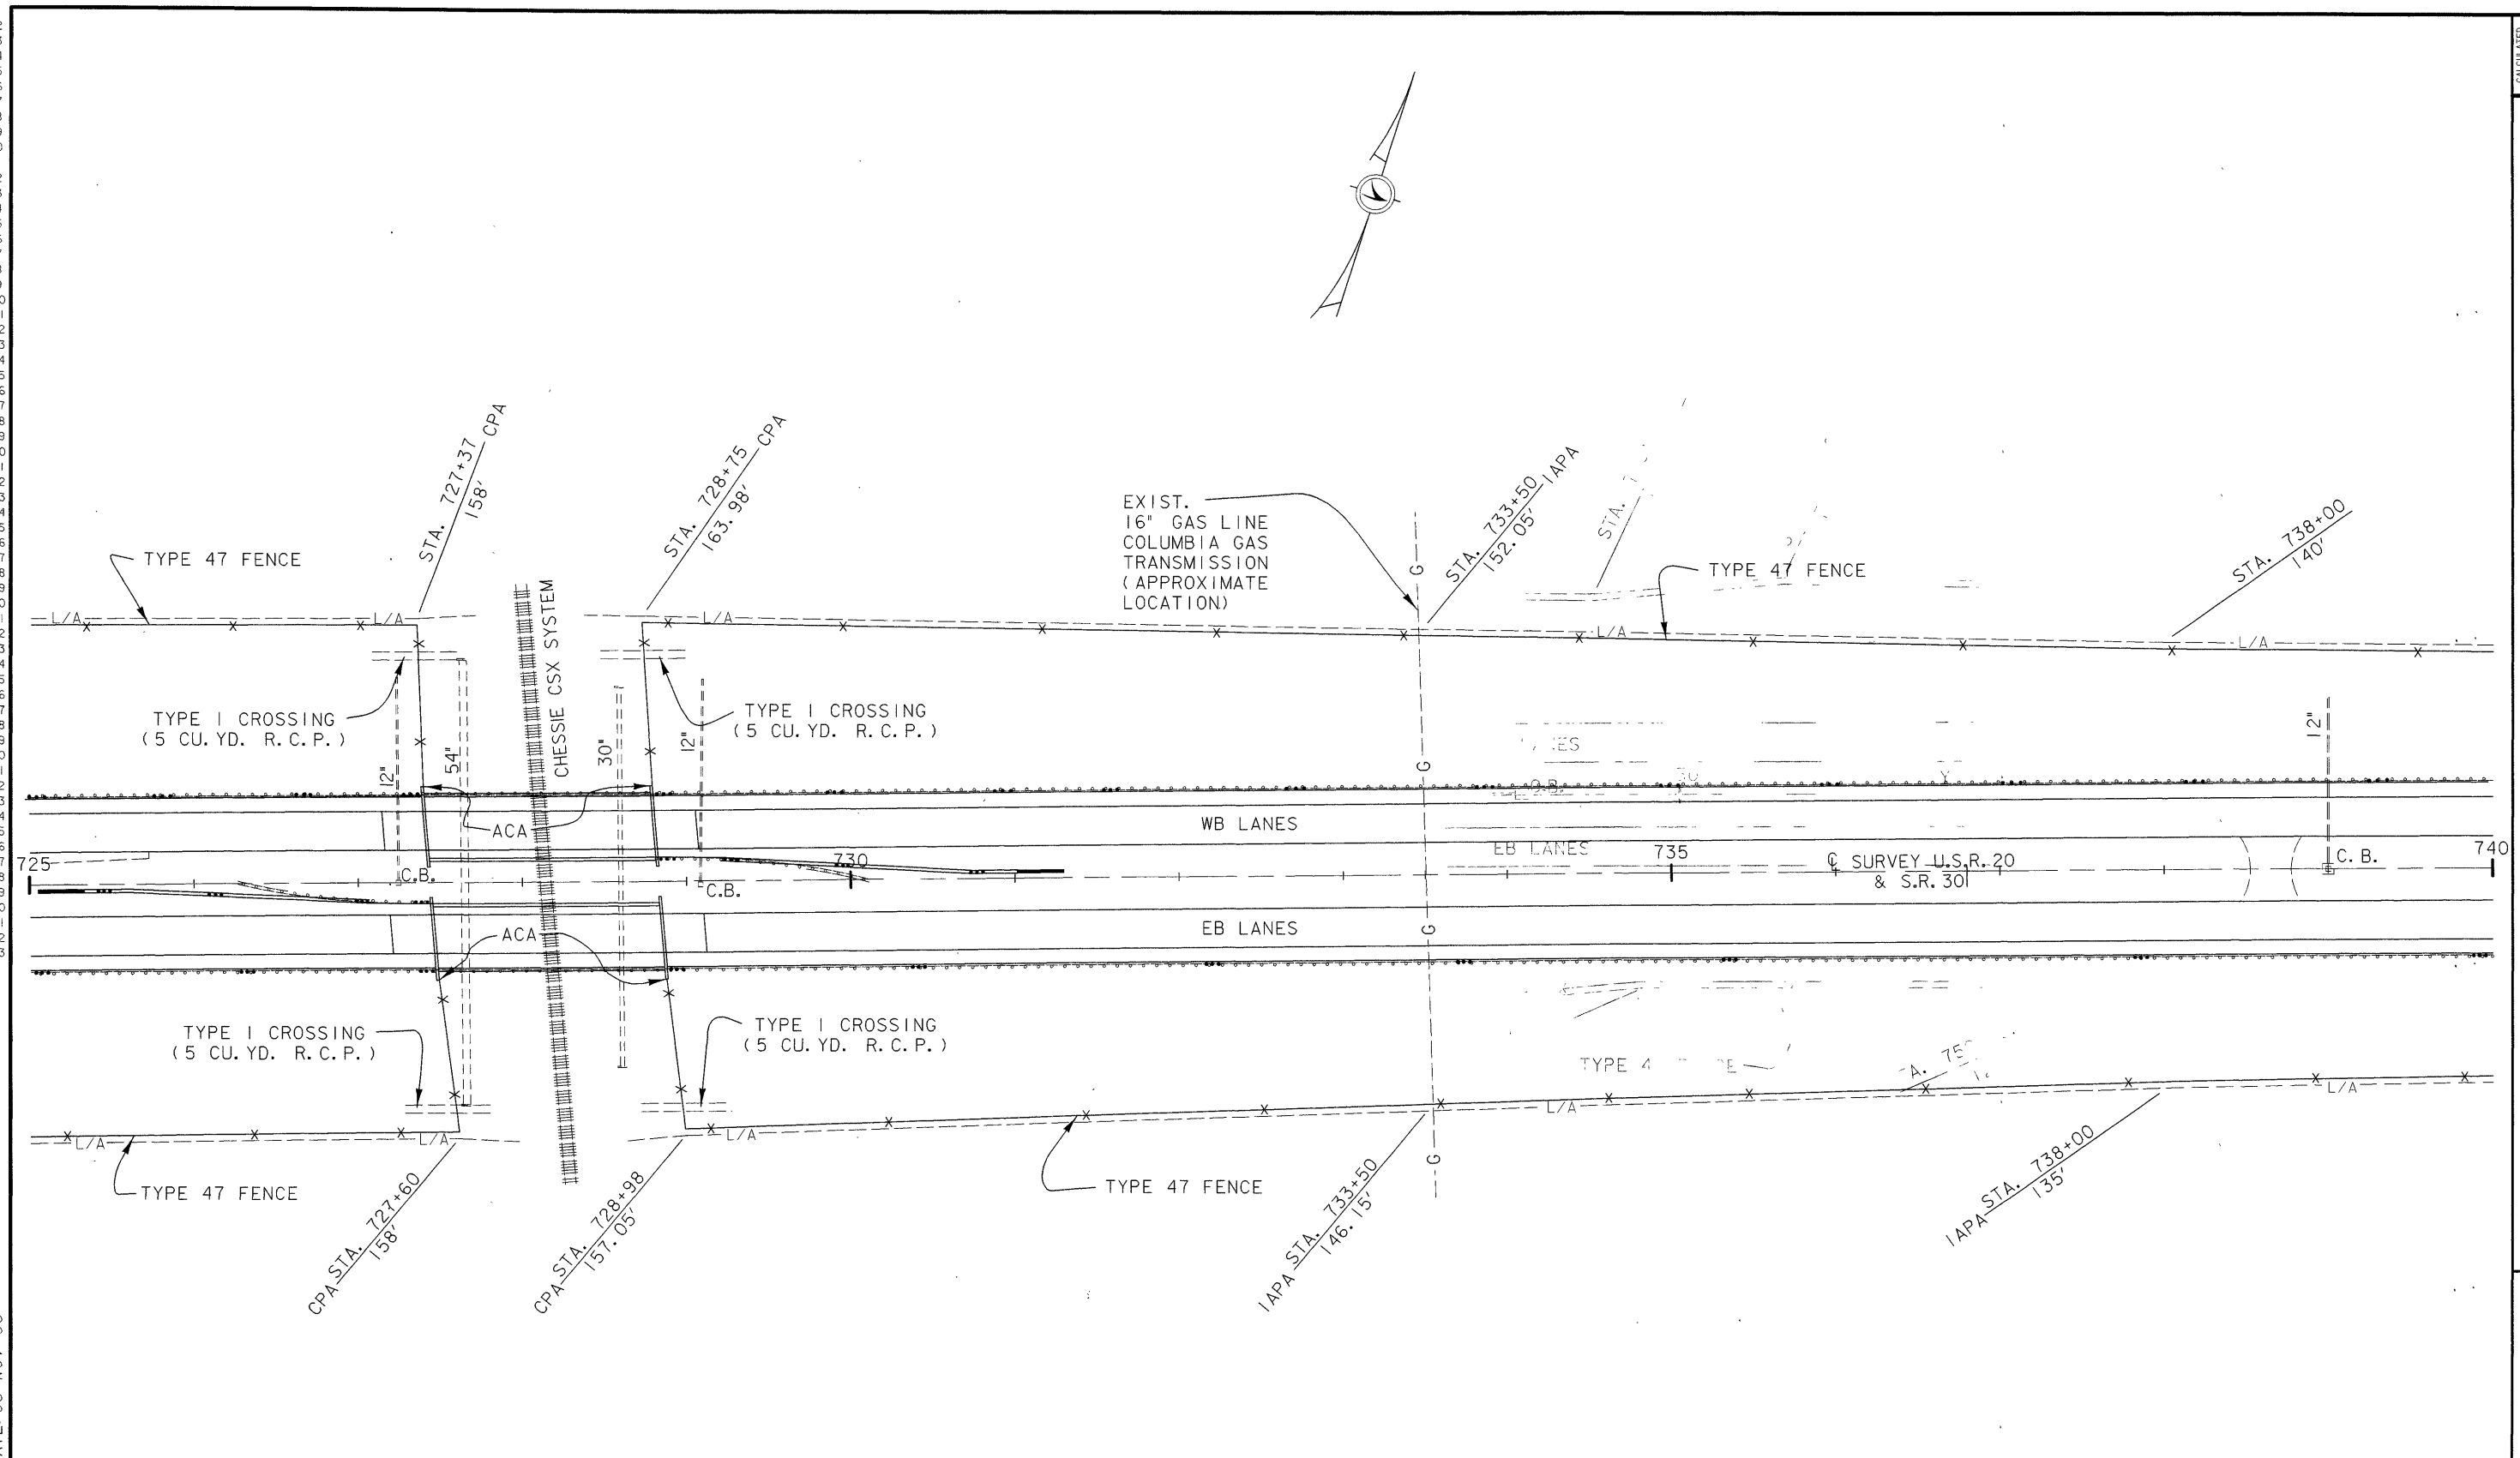 CALCULATED
STA. 727+37 CPA
158'
STA. 728+75 CPA
163.98'
EXIST.
16" GAS LINE
COLUMBIA GAS
TRANSMISSION
(APPROXIMATE
LOCATION)
STA. 733+50 IAPA
152.05'
STA.
STA. 738+00
140'
TYPE 47 FENCE
TYPE 47 FENCE
L/A
L/A
L/A
L/A
L/A
G
CHESSIE CSX SYSTEM
TYPE I CROSSING
(5 CU.YD. R.C.P.)
TYPE I CROSSING
(5 CU.YD. R.C.P.)
12"
54"
30"
12"
12"
G
ACA
WB LANES
725
730
EB LANES
735
℄ SURVEY U.S.R. 20
& S.R. 301
C.B.
740
C.B.
C.B.
ACA
EB LANES
G
TYPE I CROSSING
(5 CU.YD. R.C.P.)
TYPE I CROSSING
(5 CU.YD. R.C.P.)
TYPE 4
L/A
L/A
L/A
L/A
L/A
G
TYPE 47 FENCE
TYPE 47 FENCE
CPA STA. 727+60
158'
CPA STA. 728+98
157.05'
IAPA STA. 733+50
146.15'
IAPA STA. 738+00
135'